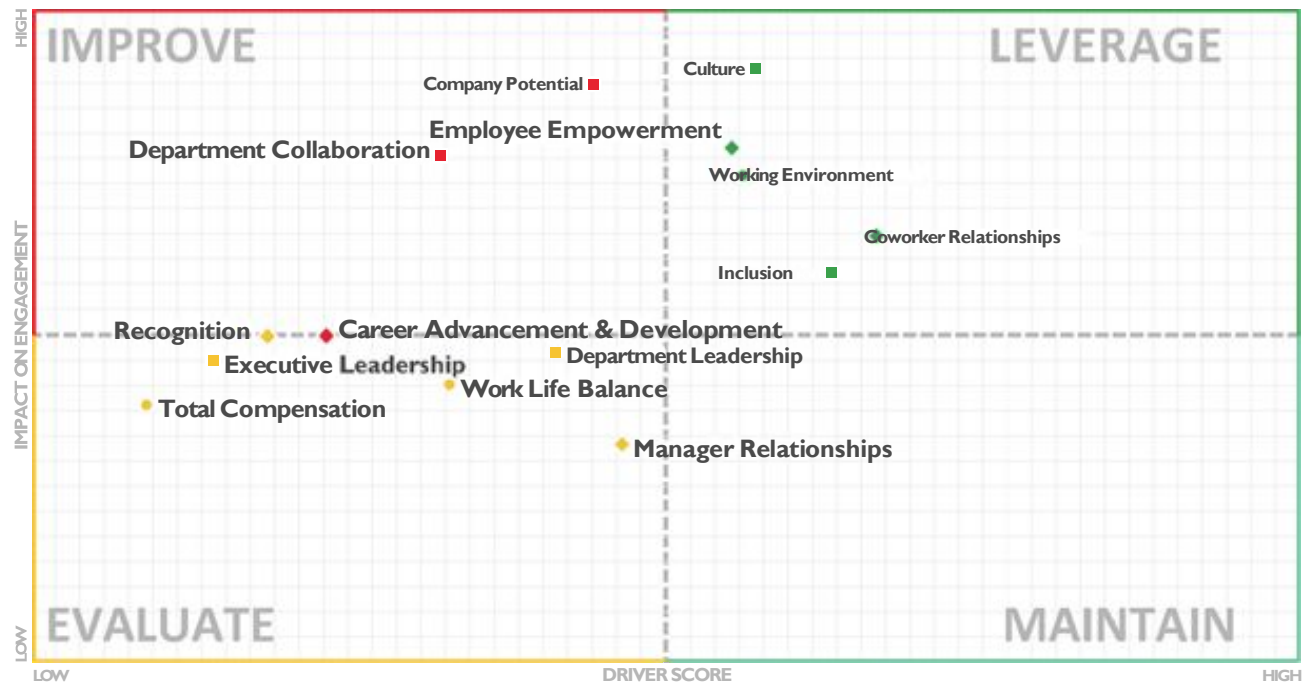 HIGH
IMPROVE
LEVERAGE
Culture
Company Potential
Employee Empowerment
Department Collaboration
Working Environment
Coworker Relationships
Inclusion
IMPACT ON ENGAGEMENT
Recognition
Career Advancement & Development
Department Leadership
Executive Leadership
Work Life Balance
Total Compensation
Manager Relationships
EVALUATE
MAINTAIN
LOW
LOW
DRIVER SCORE
HIGH